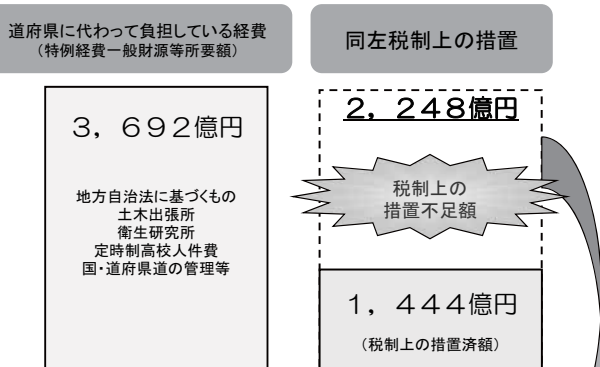 道府県に代わって負担している経費
（特例経費一般財源等所要額）
同左税制上の措置
３，６９２億円
地方自治法に基づくもの
土木出張所
衛生研究所
定時制高校人件費
国・道府県道の管理等
２，２４８億円
税制上の
措置不足額
１，４４４億円
（税制上の措置済額）